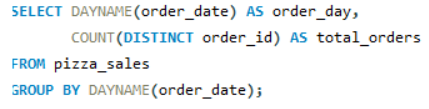 SELECT DAYNAME(order_date) AS order_day,
COUNT(DISTINCT order_id) AS total_orders
FROM pizza_sales
GROUP BY DAYNAME(order_date);